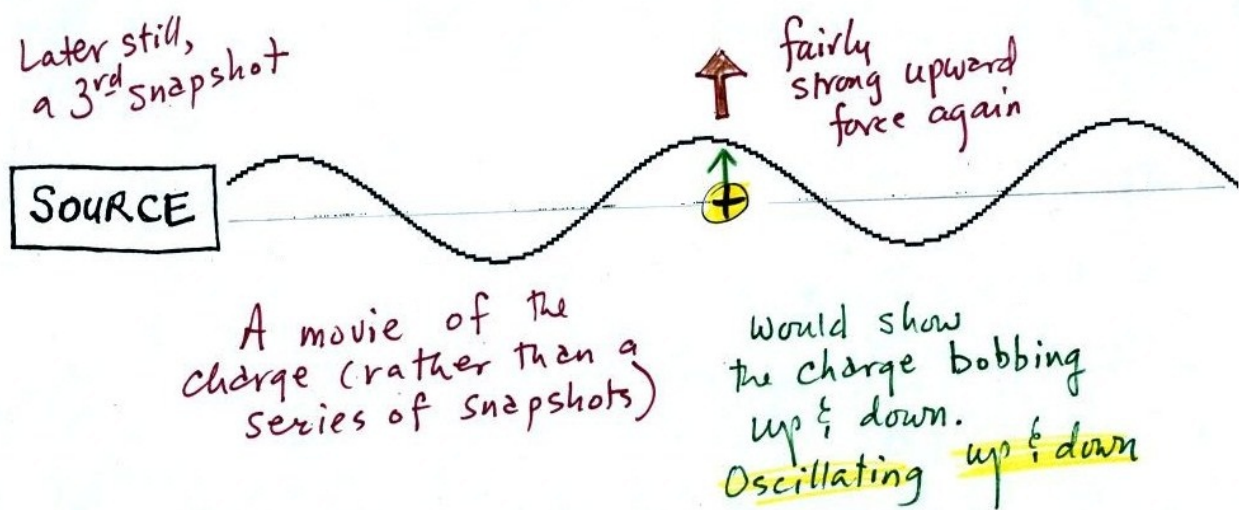 Later still,
a 3rd snapshot
fairly
strong upward
force again
SOURCE
+
A movie of the
charge (rather than a
series of snapshots)
would show
the charge bobbing
up & down.
Oscillating up & down